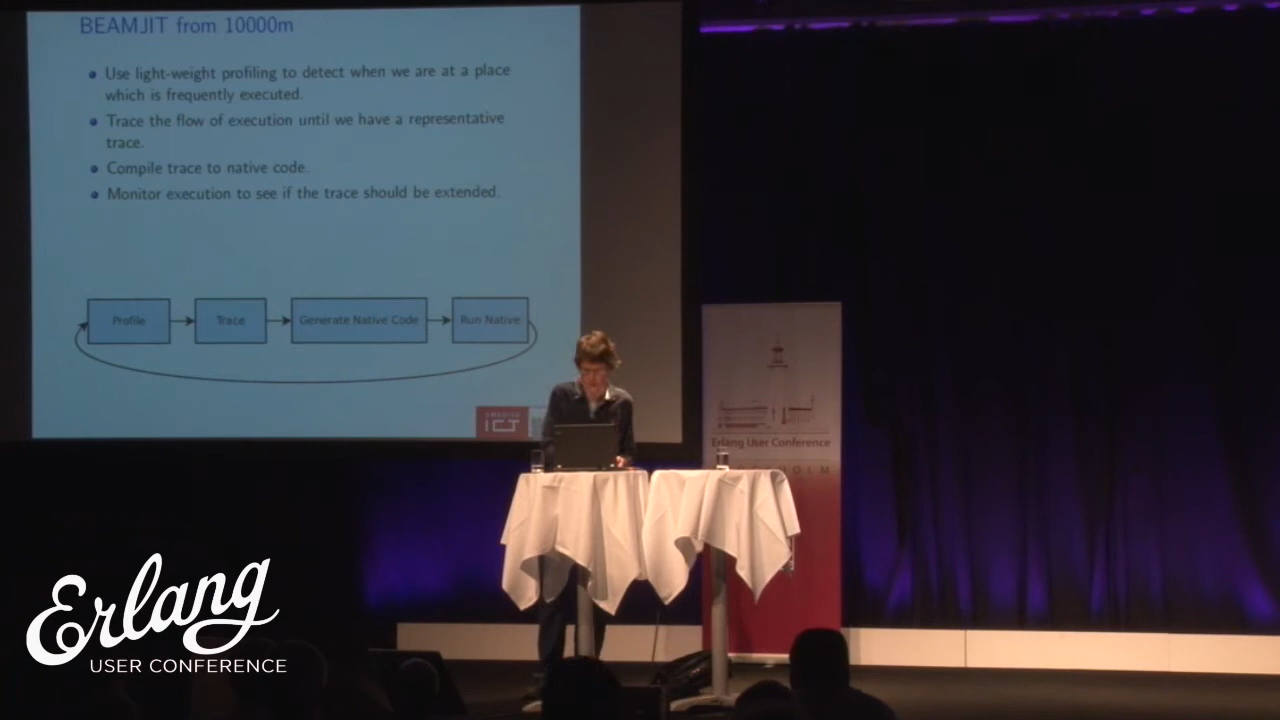 BEAMJIT from 10000m
Use light-weight profiling to detect when we are at a place
which is frequently executed.
Trace the flow of execution until we have a representative
trace.
Compile trace to native code.
Monitor execution to see if the trace should be extended.
Profile
Trace
Generate Native Code
Run Native
SWEDISH
ICT
Erlang User Conference
Erlang
USER CONFERENCE